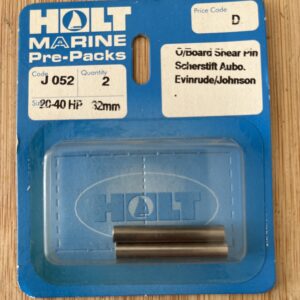 HOLT
MARINE
Pre-Packs
Price Code
D
Code
J 052
Quantity
2
Size
20-40 HP 32mm
O/Board Shear Pin
Scherstift Aubo.
Evinrude/Johnson
HOLT